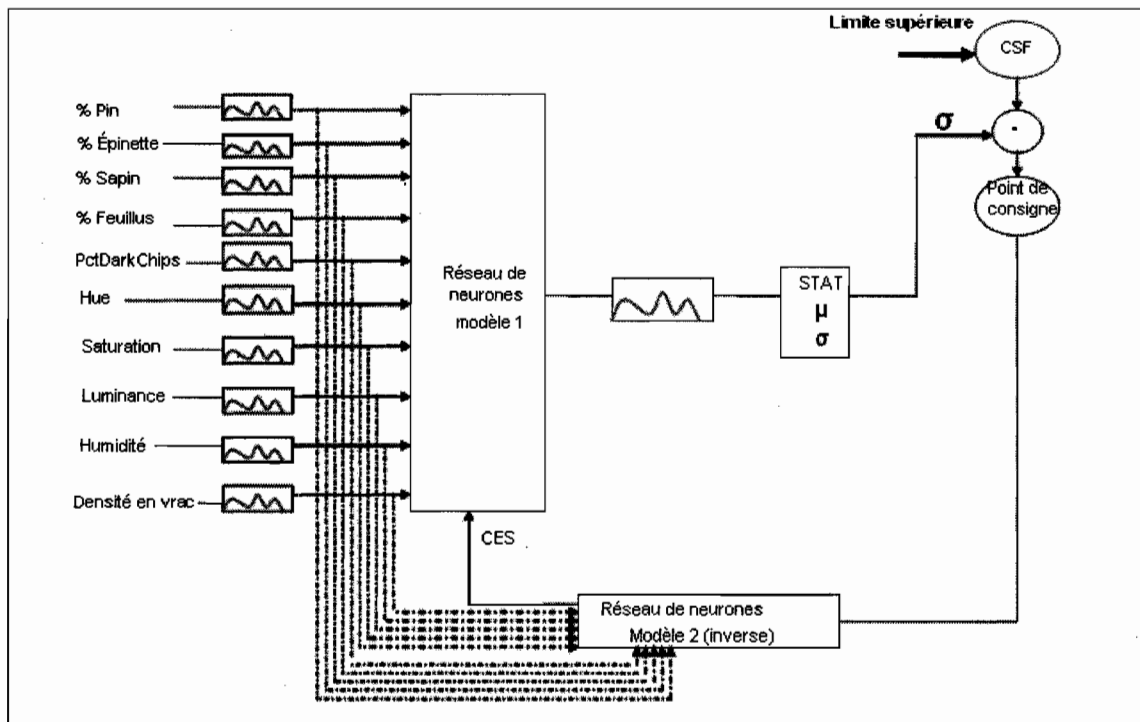 Limite supérieure
CSF
% Pin
% Épinette
% Sapin
% Feuillus
PctDarkChips
Hue
Saturation
Luminance
Humidité
Densité en vrac
Réseau de
neurones
modèle 1
STAT
μ
σ
σ
-
Point de
consigne
CES
Réseau de neurones
Modèle 2 (inverse)